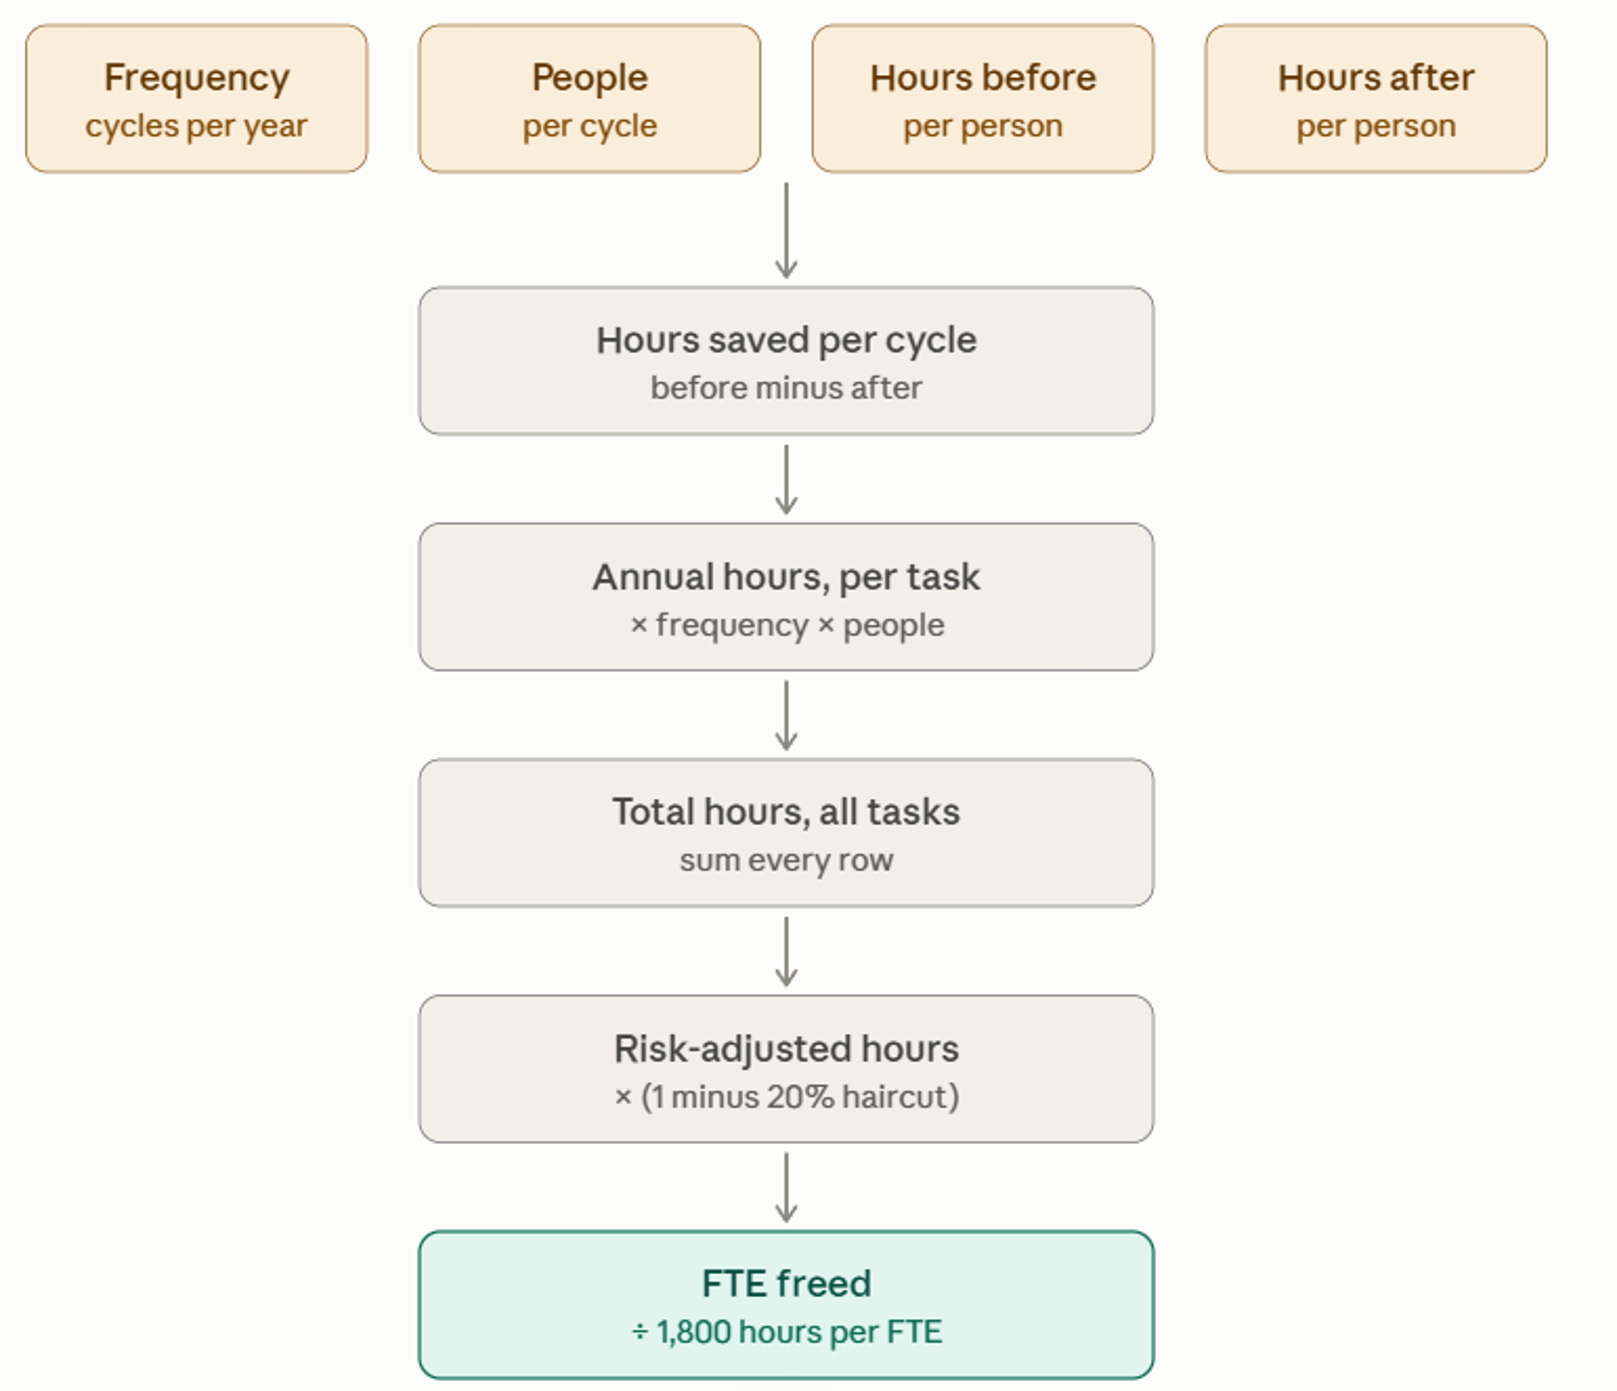 Frequency
cycles per year
People
per cycle
Hours before
per person
Hours after
per person
Hours saved per cycle
before minus after
Annual hours, per task
× frequency × people
Total hours, all tasks
sum every row
Risk-adjusted hours
× (1 minus 20% haircut)
FTE freed
÷ 1,800 hours per FTE